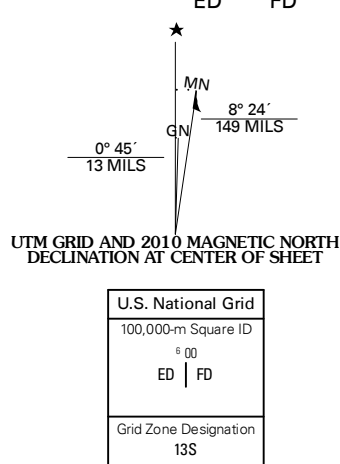 ED FD
★
MN
8° 24´
149 MILS
GN
0° 45´
13 MILS
UTM GRID AND 2010 MAGNETIC NORTH
DECLINATION AT CENTER OF SHEET
U.S. National Grid
100,000-m Square ID
6 00
ED FD
Grid Zone Designation
13S